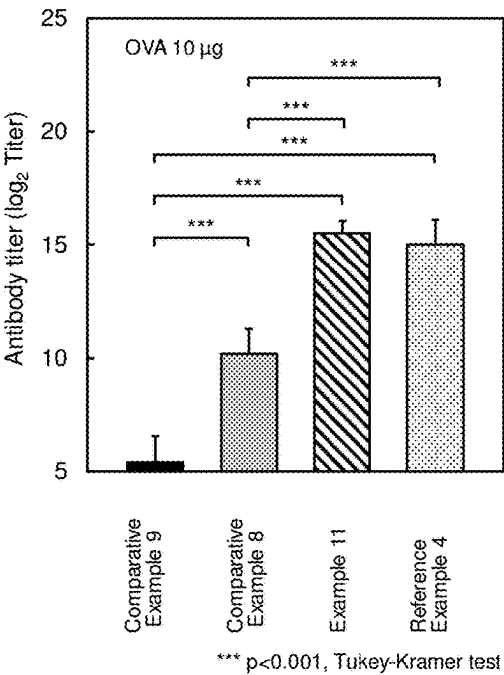 25
OVA 10 µg
***
20
***
***
***
***
15
10
5
Antibody titer (log₂ Titer)
Comparative
Example 9
Comparative
Example 8
Example 11
Reference
Example 4
*** p<0.001, Tukey-Kramer test